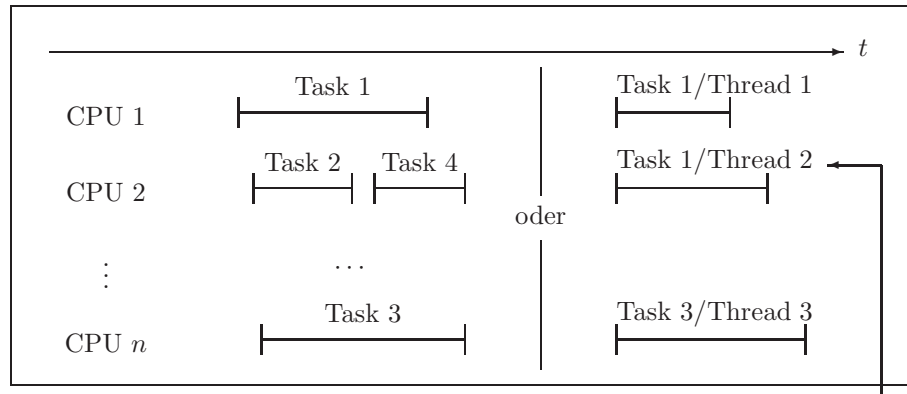 t
Task 1
Task 1/Thread 1
CPU 1
Task 2
Task 4
Task 1/Thread 2
CPU 2
oder
⋮
...
Task 3
Task 3/Thread 3
CPU n